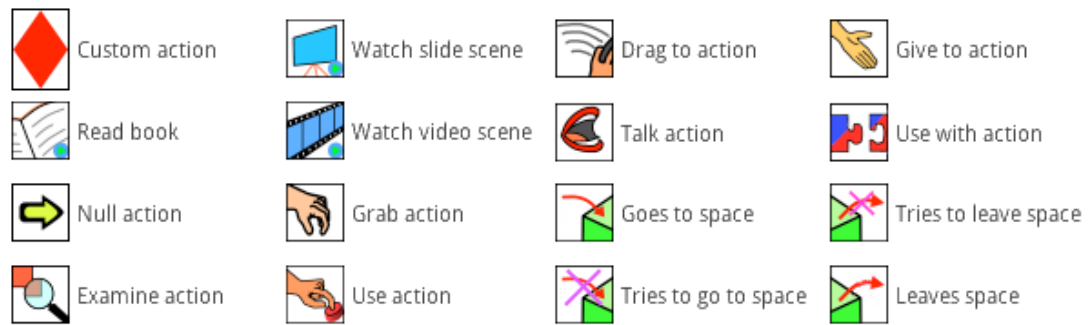 Custom action
Watch slide scene
Drag to action
Give to action
Read book
Watch video scene
Talk action
Use with action
Null action
Grab action
Goes to space
Tries to leave space
Examine action
Use action
Tries to go to space
Leaves space